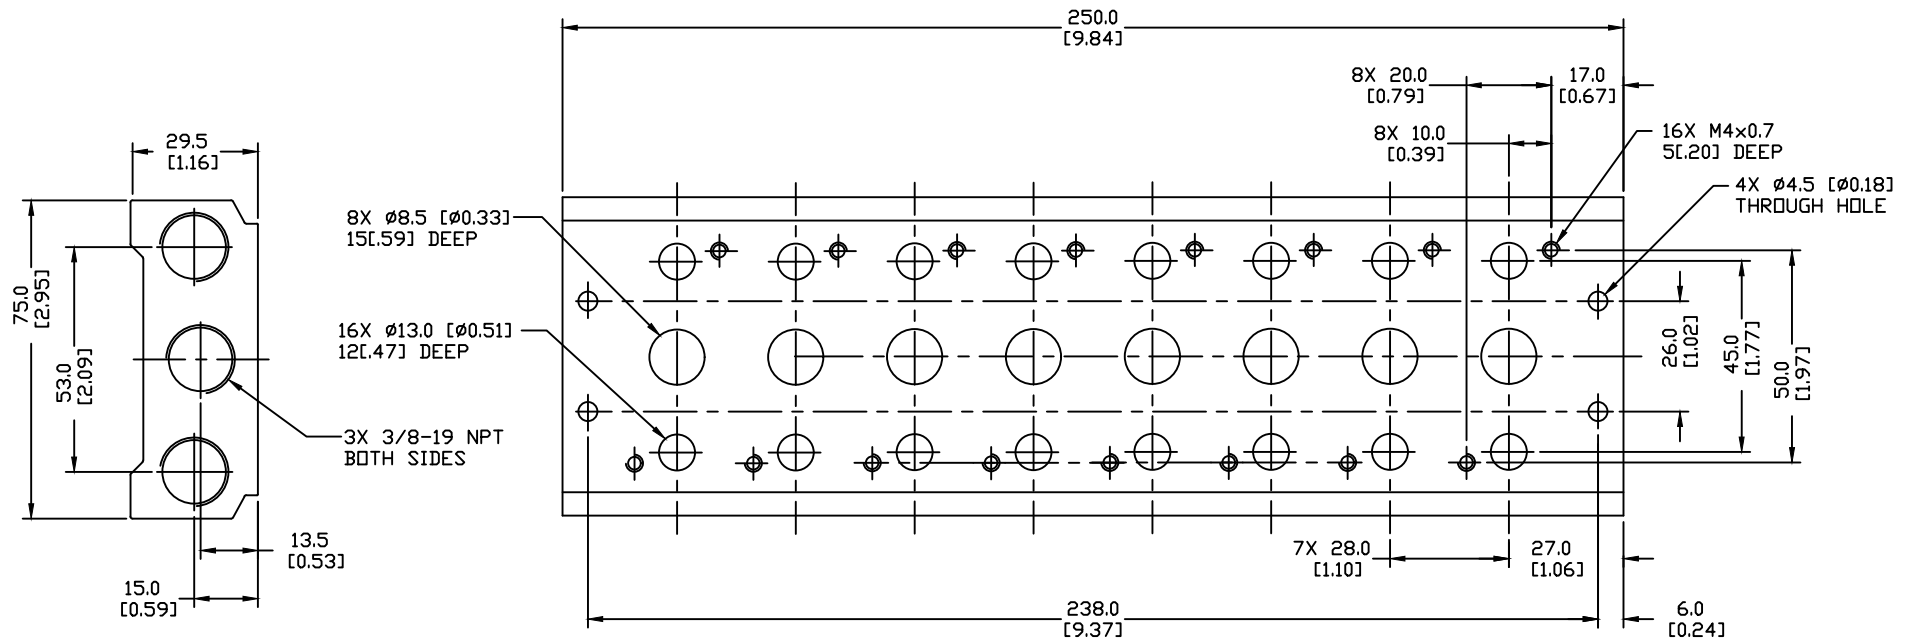 250.0
[9.84]
8X 20.0
[0.79]
17.0
[0.67]
8X 10.0
[0.39]
16X M4x0.7
5[.20] DEEP
4X Ø4.5 [Ø0.18]
THROUGH HOLE
29.5
[1.16]
8X Ø8.5 [Ø0.33]
15[.59] DEEP
75.0
[2.95]
53.0
[2.09]
16X Ø13.0 [Ø0.51]
12[.47] DEEP
26.0
[1.02]
45.0
[1.77]
50.0
[1.97]
3X 3/8-19 NPT
BOTH SIDES
13.5
[0.53]
15.0
[0.59]
7X 28.0
[1.10]
27.0
[1.06]
238.0
[9.37]
6.0
[0.24]